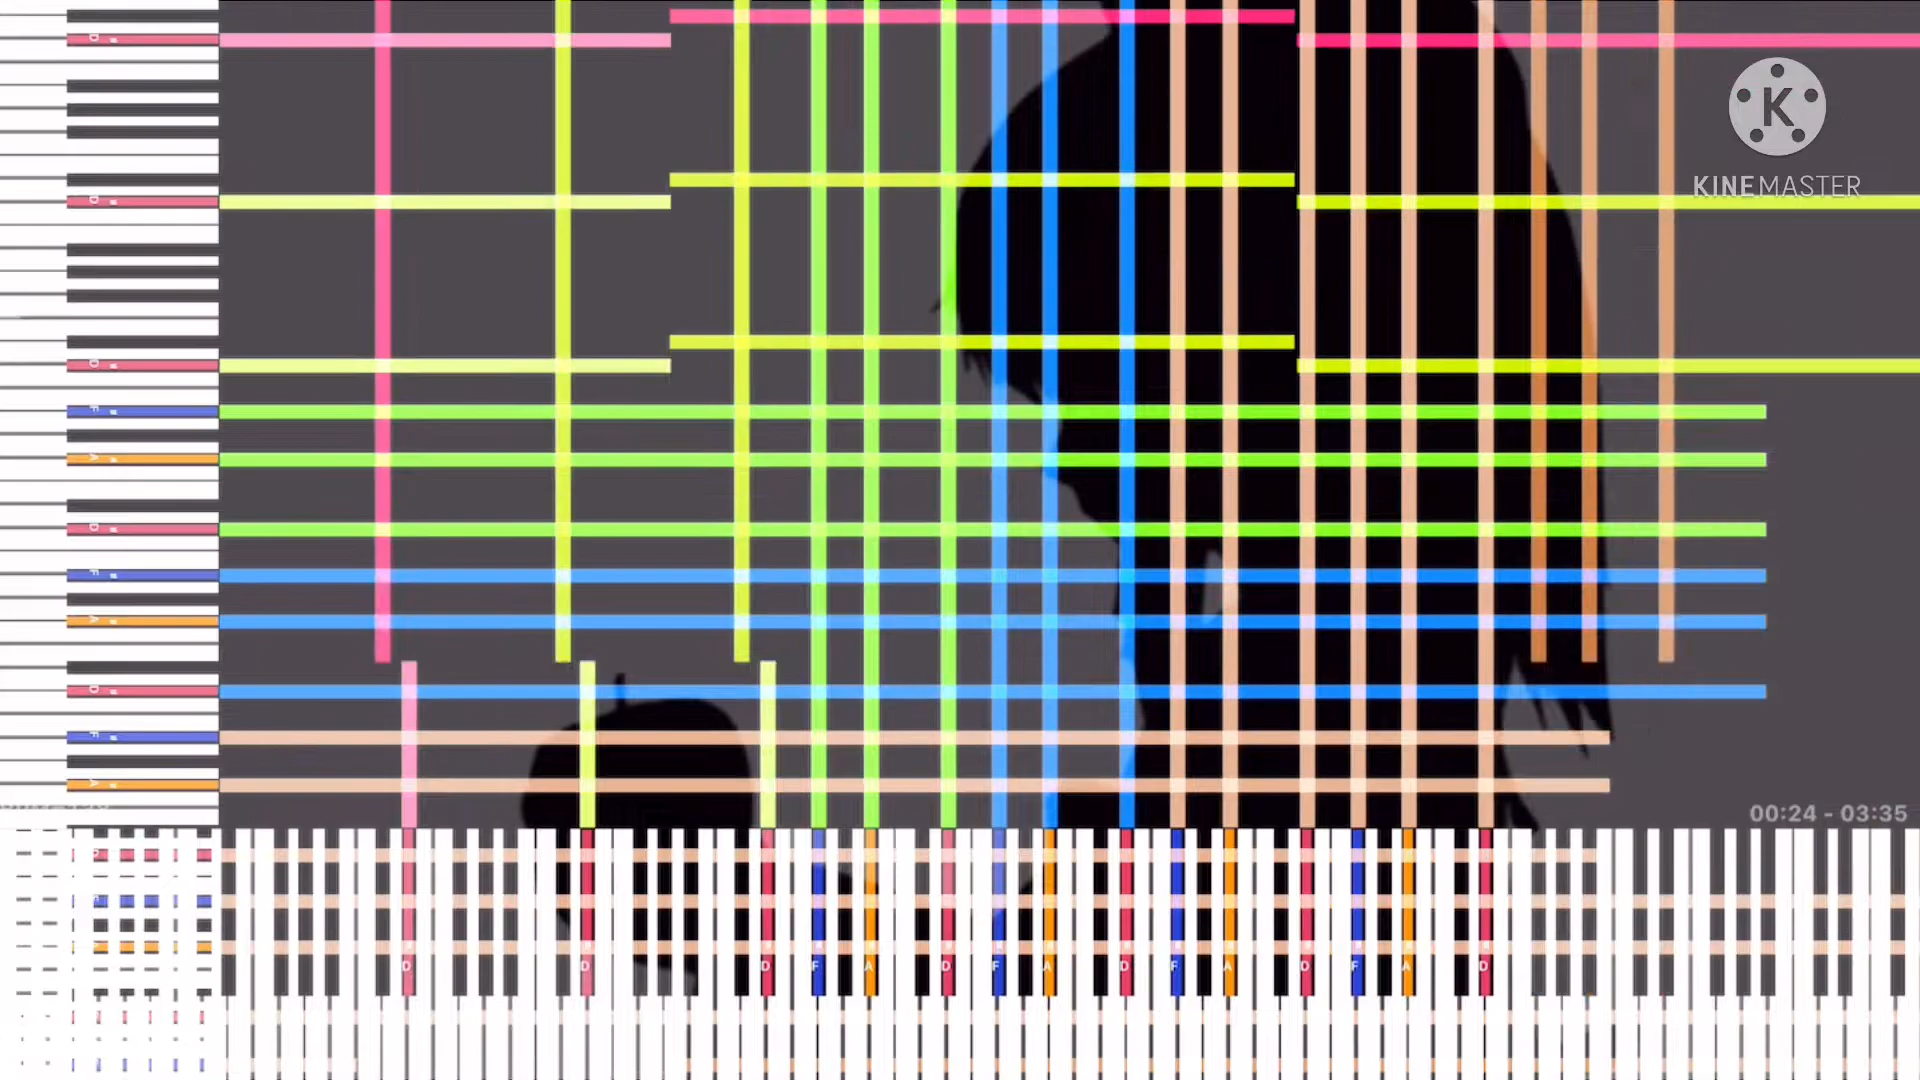 K
KINEMASTER
00:24 - 03:35
D D D F A D F A D F A D F A D